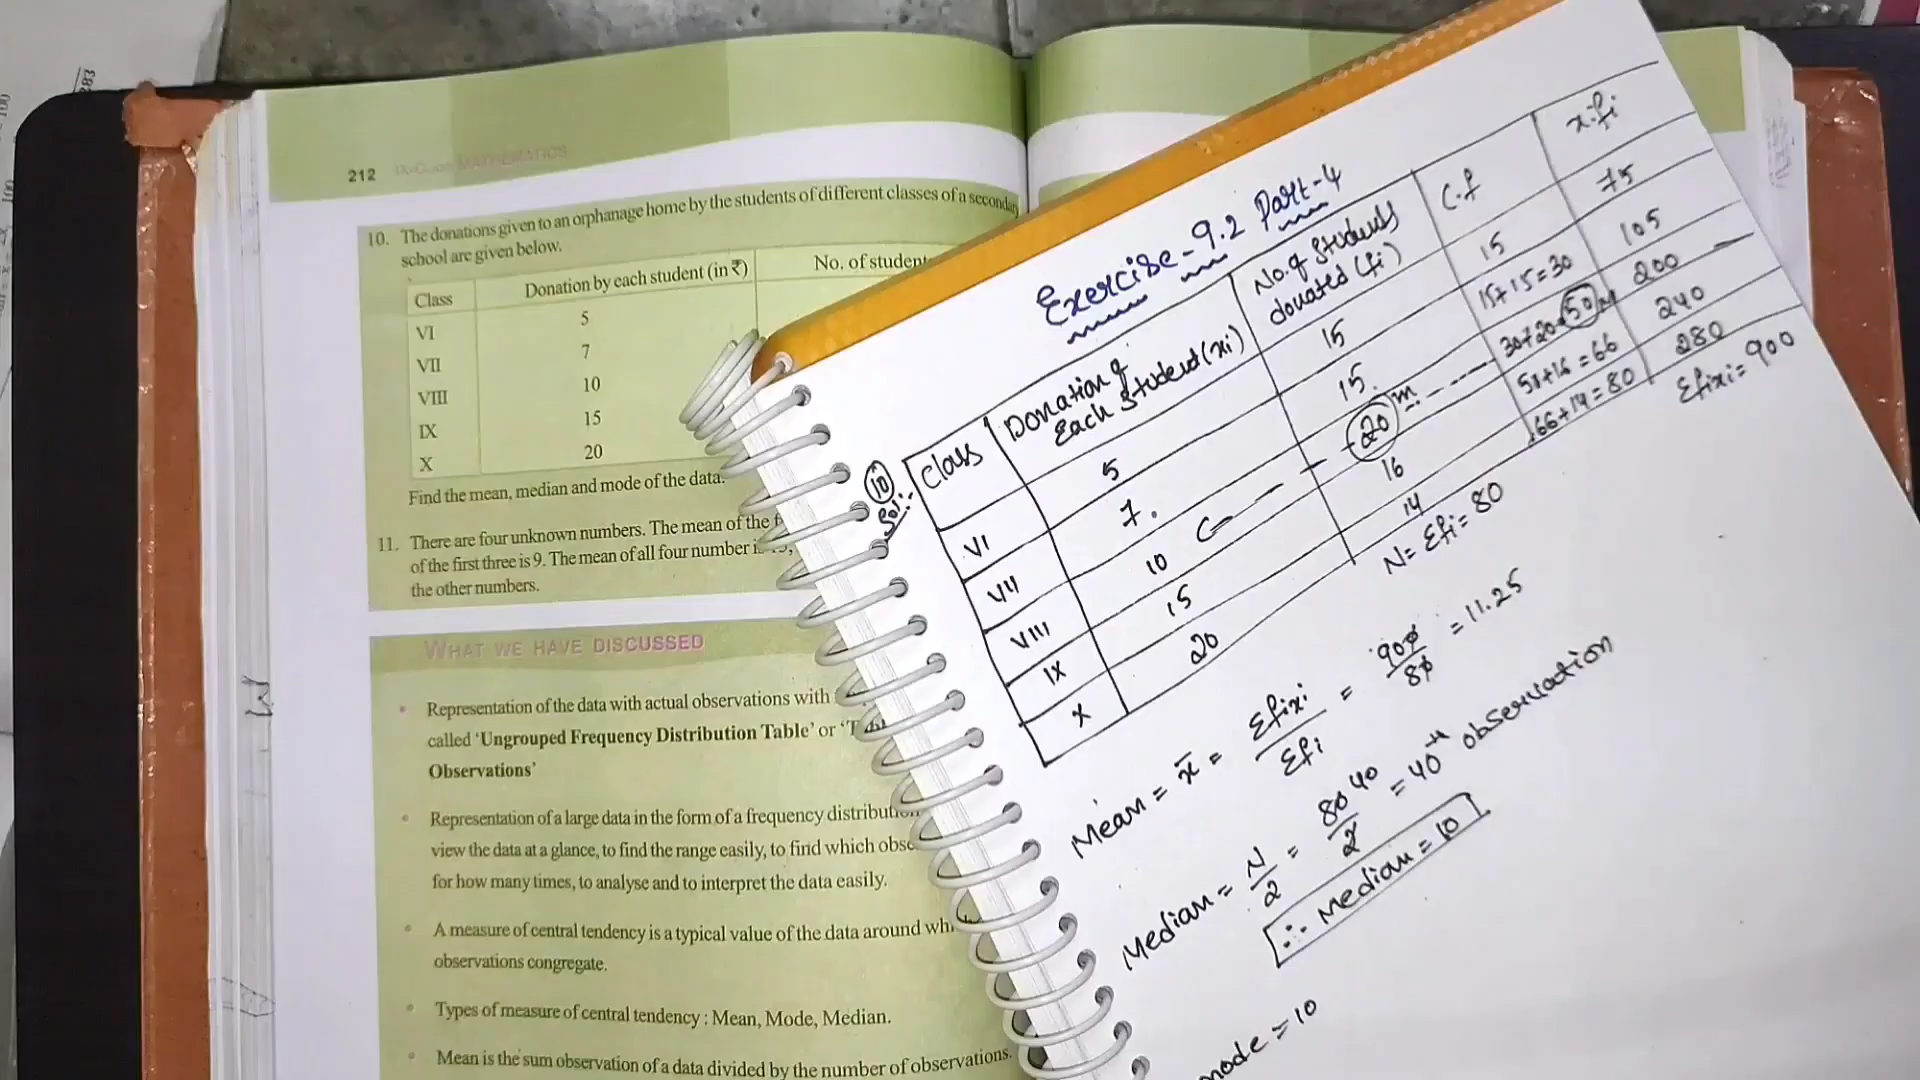 212 IX-Class MATHEMATICS
10. The donations given to an orphanage home by the students of different classes of a secondary
school are given below.
Class Donation by each student (in ₹) No. of student
VI 5
VII 7
VIII 10
IX 15
X 20
Find the mean, median and mode of the data.
11. There are four unknown numbers. The mean of the f
of the first three is 9. The mean of all four number
the other numbers.
WHAT WE HAVE DISCUSSED
• Representation of the data with actual observations with
called 'Ungrouped Frequency Distribution Table' or
Observations'
• Representation of a large data in the form of a frequency distribution
view the data at a glance, to find the range easily, to find which obse
for how many times, to analyse and to interpret the data easily.
• A measure of central tendency is a typical value of the data around whi
observations congregate.
• Types of measure of central tendency : Mean, Mode, Median.
• Mean is the sum observation of a data divided by the number of observations.
Exercise-9.2 Part-4
10
Sol:-
Class Donation of Each Student (xi) No. of Students donated (fi) C.f xifi
VI 5 15 15 75
VII 7. 15. 15+15=30 105
VIII 10 20 m 30+20=50 200
IX 15 16 50+16=66 240
X 20 14 66+14=80 280
N= Σfi = 80 Σfixi= 900
Mean = x̄ = Σfixi/Σfi = 900/80 = 11.25
Median = N/2 = 80/2 40 = 40th observation
∴ Median = 10
mode = 10